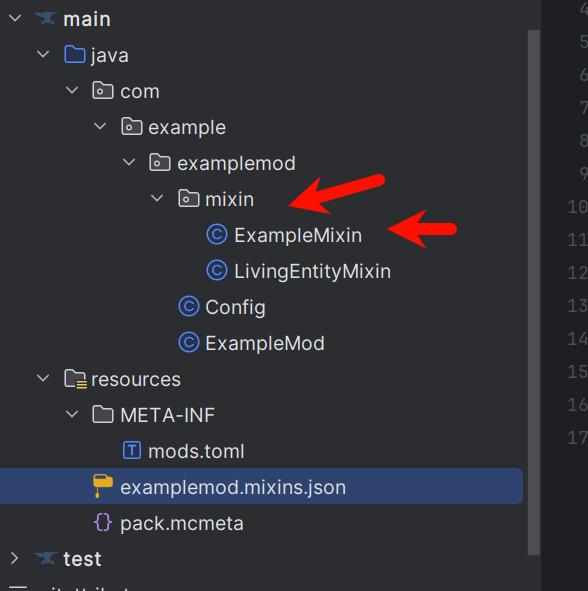 main
java
com
example
examplemod
mixin
ExampleMixin
LivingEntityMixin
Config
ExampleMod
resources
META-INF
mods.toml
examplemod.mixins.json
pack.mcmeta
test
4
5
6
7
8
9
10
11
12
13
14
15
16
17